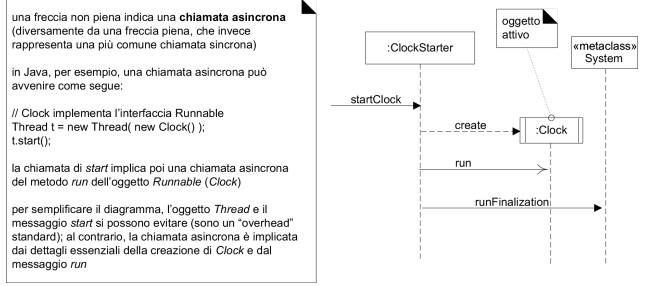 una freccia non piena indica una chiamata asincrona
(diversamente da una freccia piena, che invece
rappresenta una più comune chiamata sincrona)
in Java, per esempio, una chiamata asincrona può
avvenire come segue:
// Clock implementa l'interfaccia Runnable
Thread t = new Thread( new Clock() );
t.start();
la chiamata di start implica poi una chiamata asincrona
del metodo run dell'oggetto Runnable (Clock)
per semplificare il diagramma, l'oggetto Thread e il
messaggio start si possono evitare (sono un "overhead"
standard); al contrario, la chiamata asincrona è implicata
dai dettagli essenziali della creazione di Clock e dal
messaggio run
oggetto
attivo
:ClockStarter
«metaclass»
System
startClock
create
:Clock
run
runFinalization